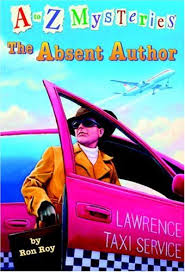 A to Z MYSTERIES
The Absent Author
LAWRENCE
TAXI SERVICE
by
Ron Roy